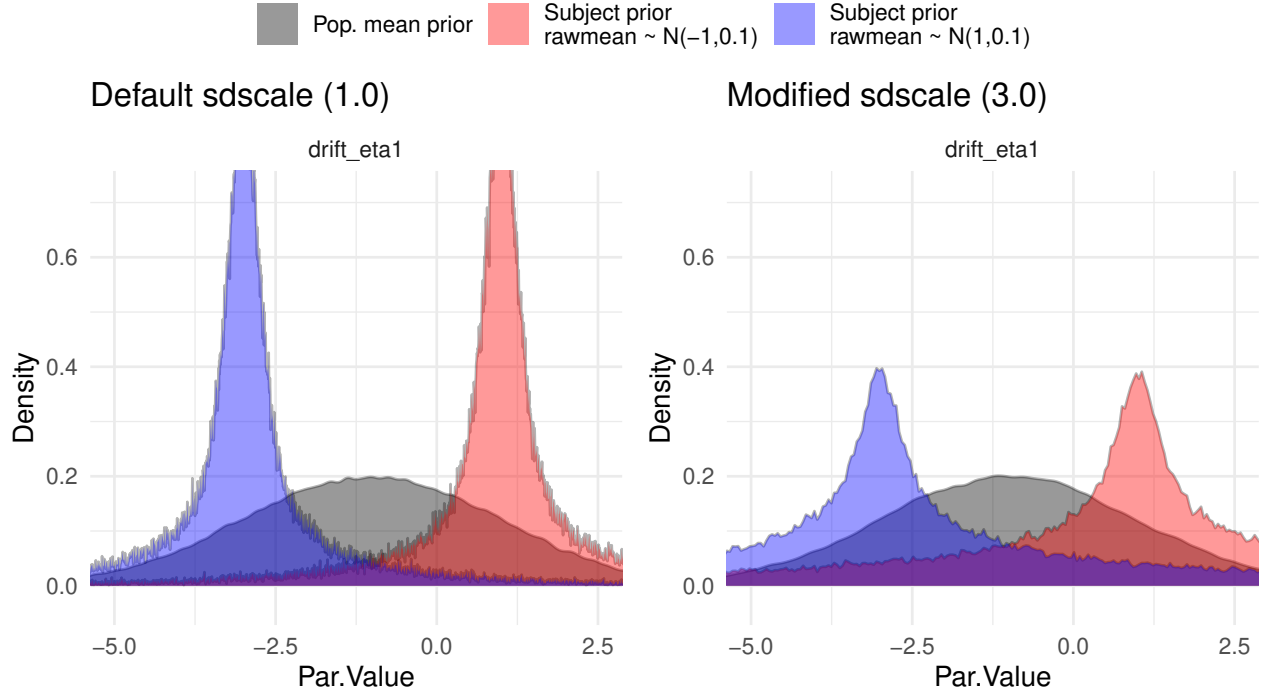 Pop. mean prior
Subject prior
rawmean ~ N(−1,0.1)
Subject prior
rawmean ~ N(1,0.1)
Default sdscale (1.0)
drift_eta1
Density
0.6
0.4
0.2
0.0
−5.0
−2.5
0.0
2.5
Par.Value
Modified sdscale (3.0)
drift_eta1
Density
0.6
0.4
0.2
0.0
−5.0
−2.5
0.0
2.5
Par.Value